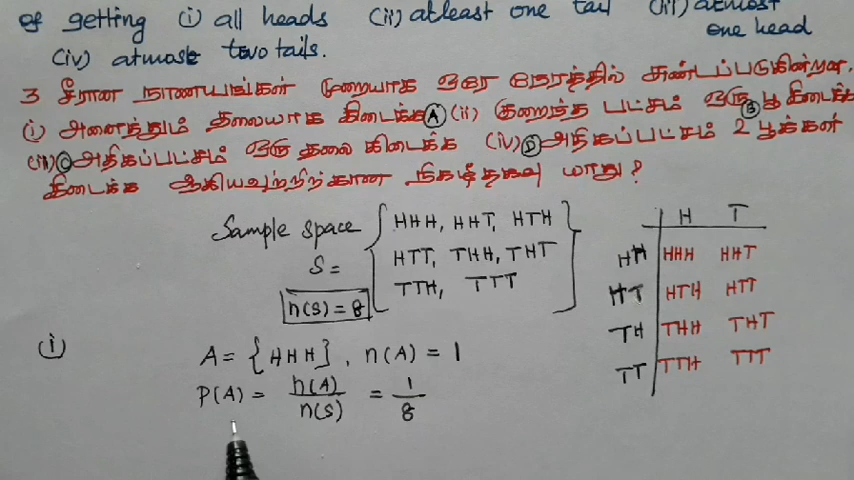 of getting (i) all heads (ii) atleast one tail (iii) atmost one head
(iv) atmost two tails.
3 சீரான நாணயங்கள் முறையாக ஒரே நேரத்தில் சுண்டப்படுகின்றன.
i) அனைத்தும் தலையாக கிடைக்க (A) (ii) குறைந்த பட்சம் ஒரு பூ கிடைக்க (B)
(iii) (C) அதிகப்பட்சம் ஒரு தலை கிடைக்க (iv) (D) அதிகப்பட்சம் 2 பூக்கள்
கிடைக்க ஆகியவற்றிற்கான நிகழ்தகவு யாது?
Sample space
S =
{ HHH, HHT, HTH
HTT, THH, THT
TTH, TTT }
n(S) = 8
H T
HH HHH HHT
HT HTH HTT
TH THH THT
TT TTH TTT
(i)
A = { HHH }, n(A) = 1
P(A) = n(A)/n(S) = 1/8